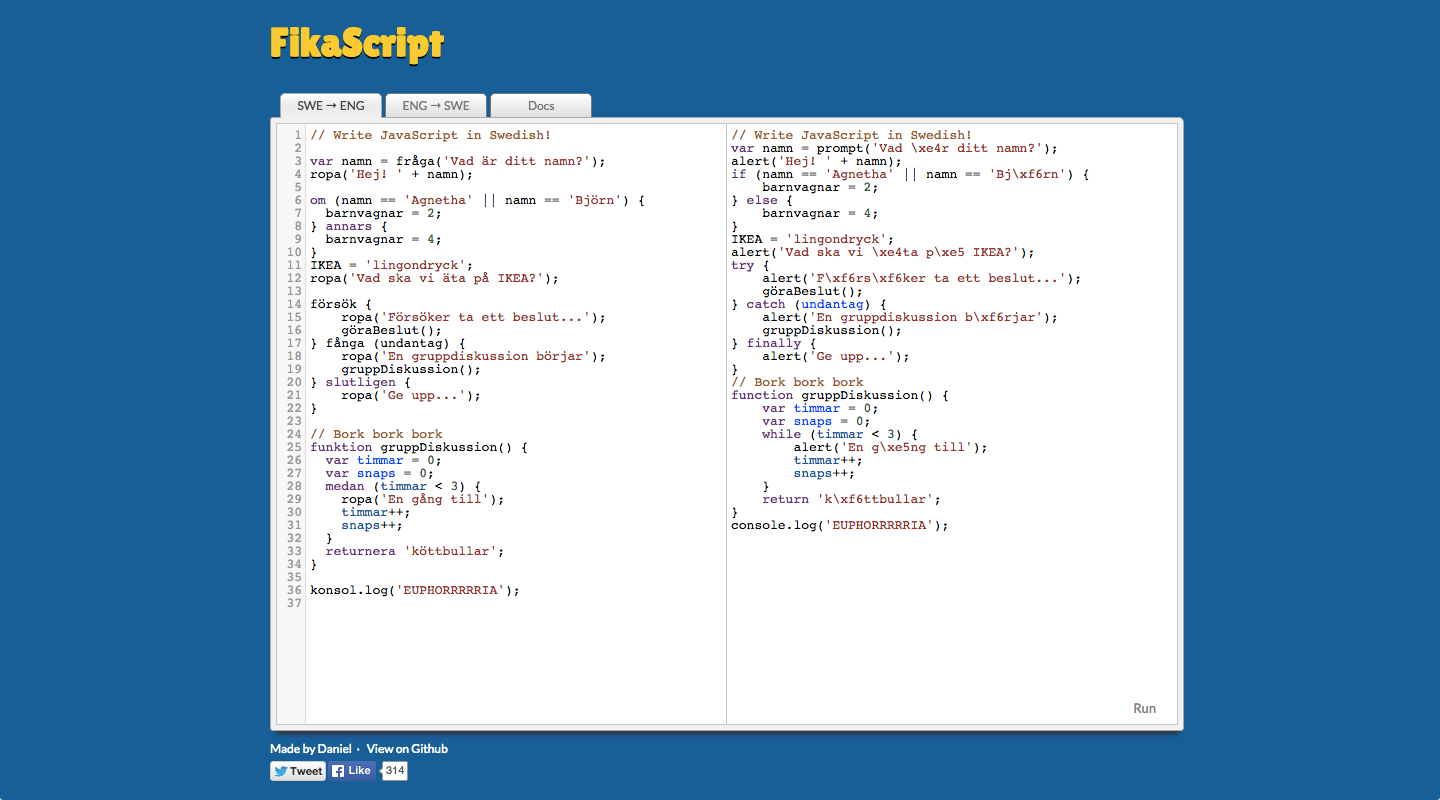 FikaScript
SWE → ENG
ENG → SWE
Docs
1 // Write JavaScript in Swedish!
2
3 var namn = fråga('Vad är ditt namn?');
4 ropa('Hej! ' + namn);
5
6 om (namn == 'Agnetha' || namn == 'Björn') {
7   barnvagnar = 2;
8 } annars {
9   barnvagnar = 4;
10 }
11 IKEA = 'lingondryck';
12 ropa('Vad ska vi äta på IKEA?');
13
14 försök {
15     ropa('Försöker ta ett beslut...');
16     göraBeslut();
17 } fånga (undantag) {
18     ropa('En gruppdiskussion börjar');
19     gruppDiskussion();
20 } slutligen {
21     ropa('Ge upp...');
22 }
23
24 // Bork bork bork
25 funktion gruppDiskussion() {
26   var timmar = 0;
27   var snaps = 0;
28   medan (timmar < 3) {
29     ropa('En gång till');
30     timmar++;
31     snaps++;
32   }
33   returnera 'köttbullar';
34 }
35
36 konsol.log('EUPHORRRRRIA');
37
// Write JavaScript in Swedish!
var namn = prompt('Vad \xe4r ditt namn?');
alert('Hej! ' + namn);
if (namn == 'Agnetha' || namn == 'Bj\xf6rn') {
    barnvagnar = 2;
} else {
    barnvagnar = 4;
}
IKEA = 'lingondryck';
alert('Vad ska vi \xe4ta p\xe5 IKEA?');
try {
    alert('F\xf6rs\xf6ker ta ett beslut...');
    göraBeslut();
} catch (undantag) {
    alert('En gruppdiskussion b\xf6rjar');
    gruppDiskussion();
} finally {
    alert('Ge upp...');
}
// Bork bork bork
function gruppDiskussion() {
    var timmar = 0;
    var snaps = 0;
    while (timmar < 3) {
        alert('En g\xe5ng till');
        timmar++;
        snaps++;
    }
    return 'k\xf6ttbullar';
}
console.log('EUPHORRRRRIA');
Run
Made by Daniel · View on Github
Tweet
Like
314